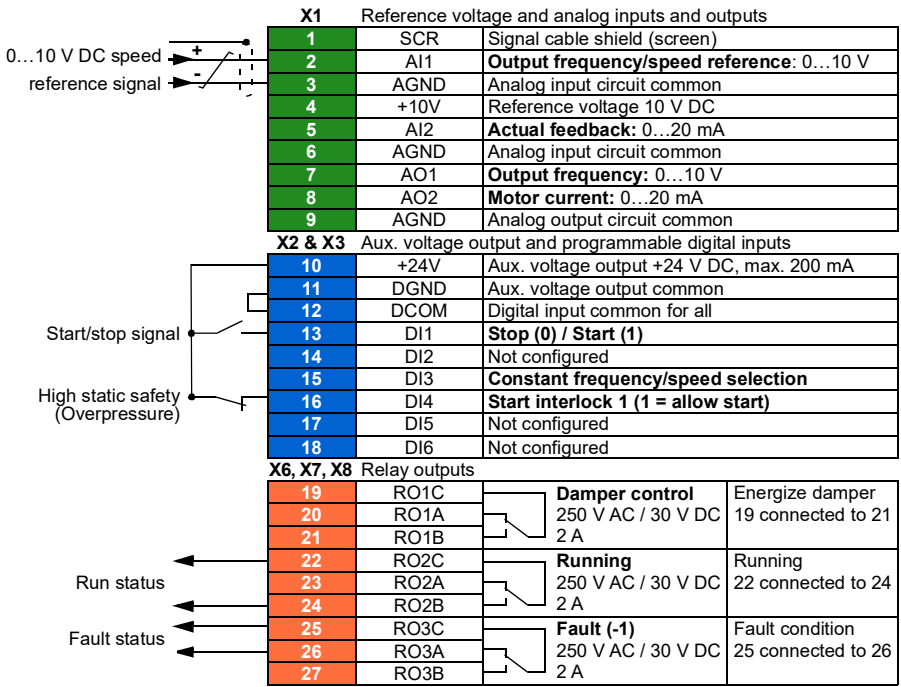 X1 Reference voltage and analog inputs and outputs
1 SCR Signal cable shield (screen)
0…10 V DC speed + 2 AI1 Output frequency/speed reference: 0…10 V
reference signal - 3 AGND Analog input circuit common
4 +10V Reference voltage 10 V DC
5 AI2 Actual feedback: 0…20 mA
6 AGND Analog input circuit common
7 AO1 Output frequency: 0…10 V
8 AO2 Motor current: 0…20 mA
9 AGND Analog output circuit common
X2 & X3 Aux. voltage output and programmable digital inputs
10 +24V Aux. voltage output +24 V DC, max. 200 mA
11 DGND Aux. voltage output common
12 DCOM Digital input common for all
Start/stop signal 13 DI1 Stop (0) / Start (1)
14 DI2 Not configured
15 DI3 Constant frequency/speed selection
High static safety 16 DI4 Start interlock 1 (1 = allow start)
(Overpressure)
17 DI5 Not configured
18 DI6 Not configured
X6, X7, X8 Relay outputs
19 RO1C Damper control Energize damper
20 RO1A 250 V AC / 30 V DC 19 connected to 21
21 RO1B 2 A
22 RO2C Running Running
Run status 23 RO2A 250 V AC / 30 V DC 22 connected to 24
24 RO2B 2 A
25 RO3C Fault (-1) Fault condition
Fault status 26 RO3A 250 V AC / 30 V DC 25 connected to 26
27 RO3B 2 A